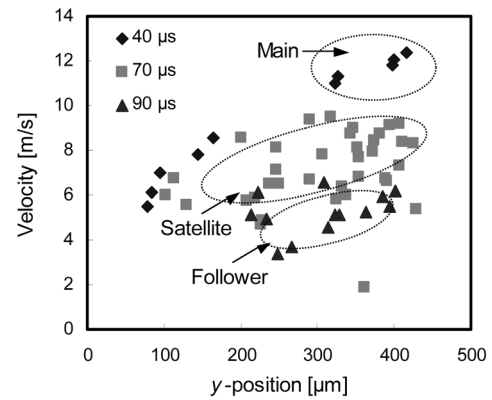 14
12
10
8
6
4
2
0
Velocity [m/s]
40 µs
70 µs
90 µs
Main
Satellite
Follower
0 100 200 300 400 500
y-position [µm]